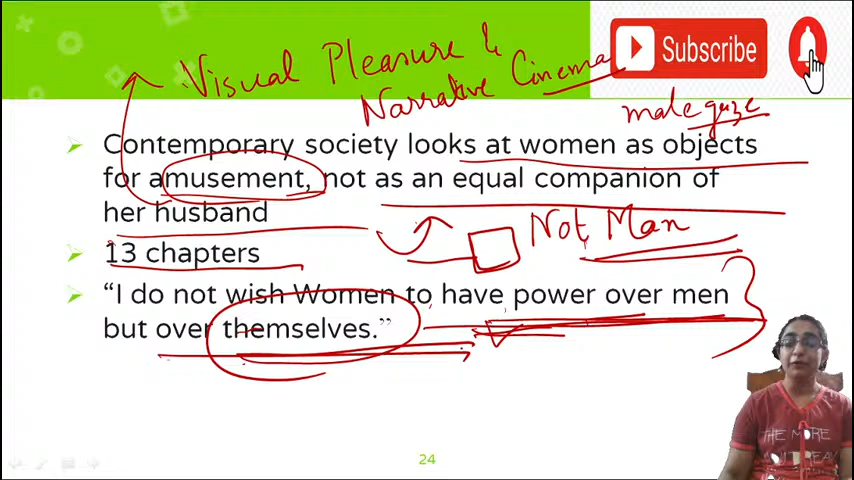 Visual Pleasure &
Narrative Cinema
Subscribe
male gaze
Contemporary society looks at women as objects
for amusement, not as an equal companion of
her husband
Not Man
13 chapters
“I do not wish Women to have power over men
but over themselves.”
THE MORE
24